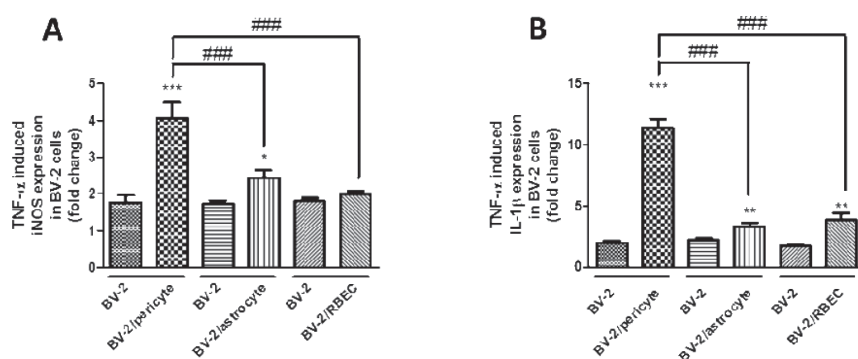 A
###
###
TNF-α induced
iNOS expression
in BV-2 cells
(fold change)
5
4
3
2
1
0
***
*
BV-2
BV-2/pericyte
BV-2
BV-2/astrocyte
BV-2
BV-2/RBEC
B
###
###
TNF-α induced
IL-1β expression
in BV-2 cells
(fold change)
15
10
5
0
***
**
**
BV-2
BV-2/pericyte
BV-2
BV-2/astrocyte
BV-2
BV-2/RBEC